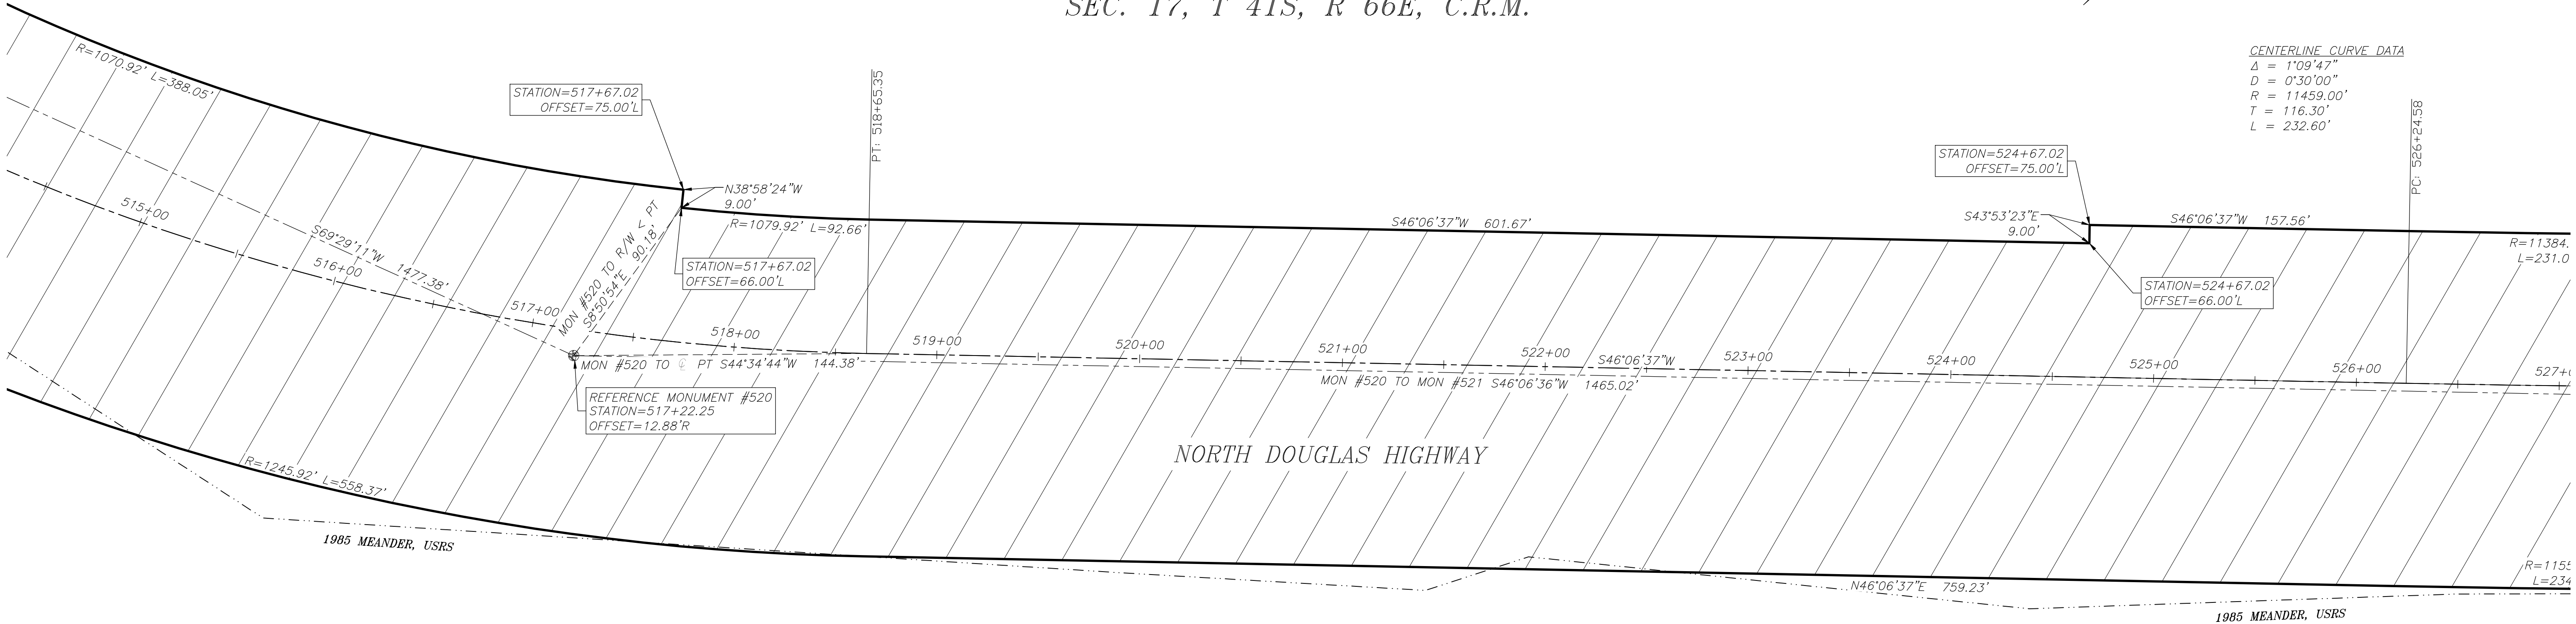 SEC. 17, T 41S, R 66E, C.R.M.
CENTERLINE CURVE DATA
Δ = 1°09'47"
D = 0°30'00"
R = 11459.00'
T = 116.30'
L = 232.60'
R=1070.92' L=388.05'
STATION=517+67.02
OFFSET=75.00'L
PT: 518+65.35
PC: 526+24.58
STATION=524+67.02
OFFSET=75.00'L
N38°58'24"W
9.00'
R=1079.92' L=92.66'
S46°06'37"W 601.67'
S43°53'23"E
9.00'
S46°06'37"W 157.56'
R=11384.
L=231.0
515+00
S69°29'11"W 1477.38'
516+00
517+00
MON #520 TO R/W < PT
S8°50'54"E 90.18'
STATION=517+67.02
OFFSET=66.00'L
STATION=524+67.02
OFFSET=66.00'L
518+00
519+00
520+00
521+00
522+00
S46°06'37"W
523+00
524+00
525+00
526+00
527+0
MON #520 TO ℄ PT S44°34'44"W 144.38'
MON #520 TO MON #521 S46°06'36"W 1465.02'
REFERENCE MONUMENT #520
STATION=517+22.25
OFFSET=12.88'R
NORTH DOUGLAS HIGHWAY
R=1245.92' L=558.37'
1985 MEANDER, USRS
N46°06'37"E 759.23'
R=1155
L=234
1985 MEANDER, USRS